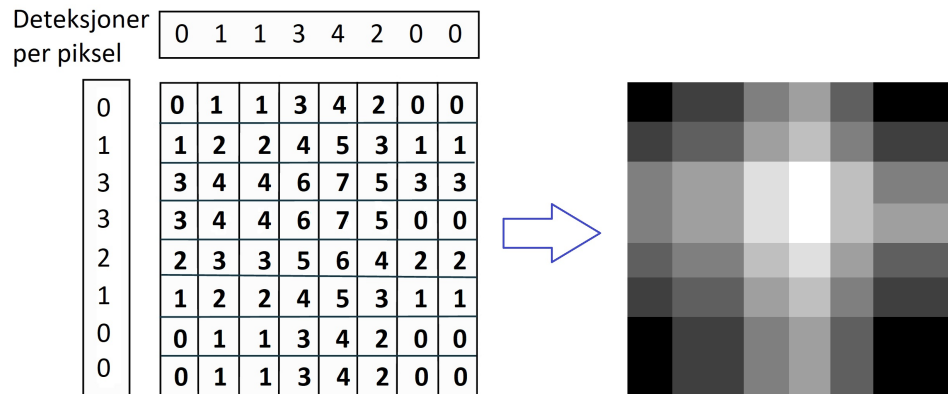 Deteksjoner
per piksel
0 1 1 3 4 2 0 0
0 0 1 1 3 4 2 0 0
1 1 2 2 4 5 3 1 1
3 3 4 4 6 7 5 3 3
3 3 4 4 6 7 5 0 0
2 2 3 3 5 6 4 2 2
1 1 2 2 4 5 3 1 1
0 0 1 1 3 4 2 0 0
0 0 1 1 3 4 2 0 0